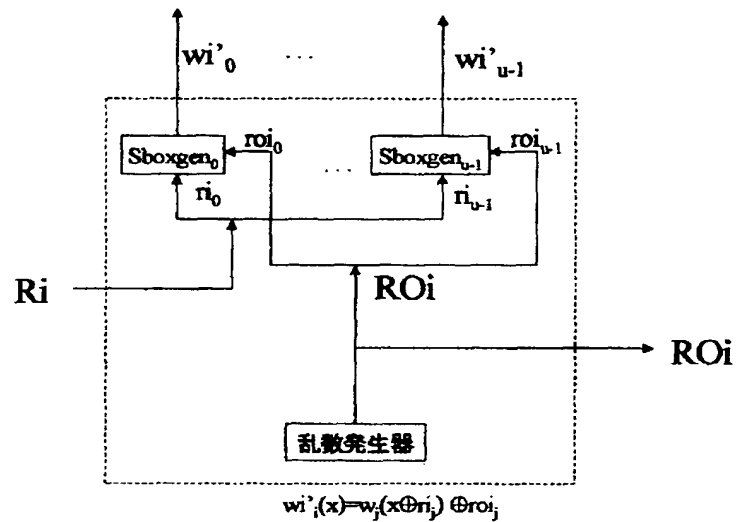 wi’₀ ... wi’ᵤ₋₁
Sboxgen₀ roi₀ ... Sboxgenᵤ₋₁ roiᵤ₋₁
ri₀ riᵤ₋₁
Ri
ROi
ROi
乱数発生器
wi’ᵢ(x)=wⱼ(x⊕riⱼ) ⊕roiⱼ